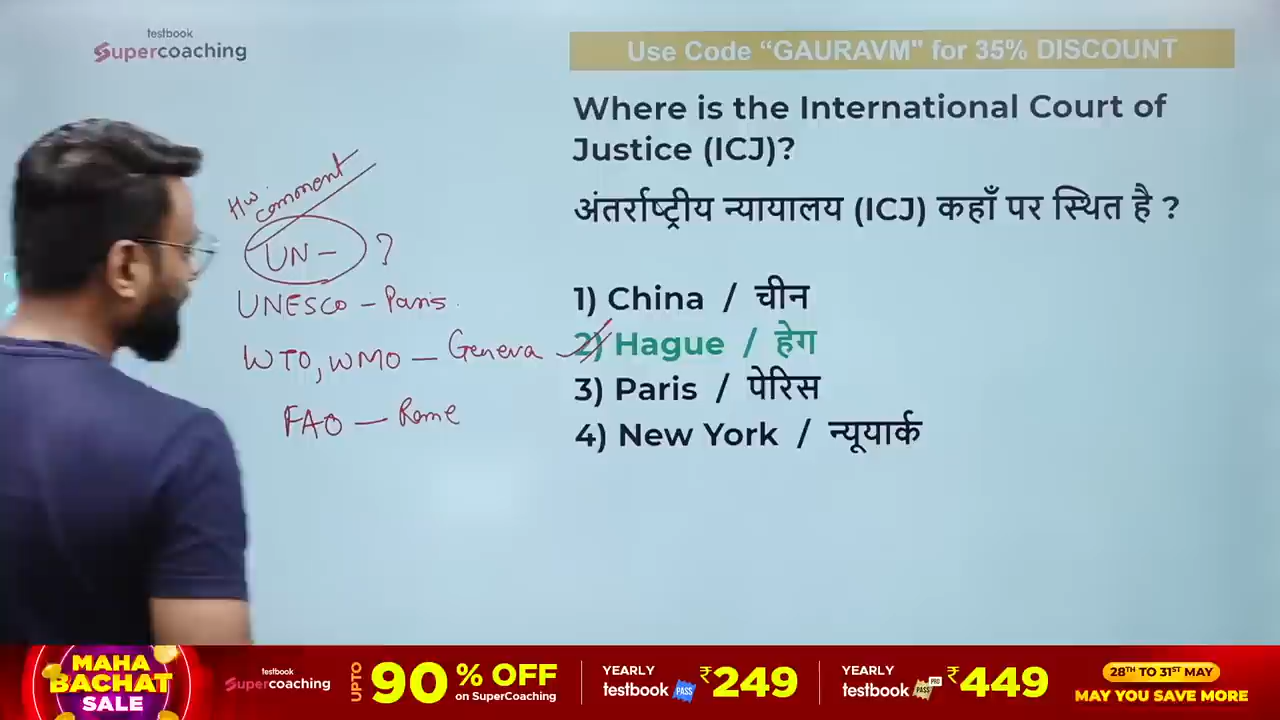 testbook
Supercoaching
Use Code “GAURAVM" for 35% DISCOUNT
Where is the International Court of
Justice (ICJ)?
अंतर्राष्ट्रीय न्यायालय (ICJ) कहाँ पर स्थित है ?
1) China / चीन
2) Hague / हेग
3) Paris / पेरिस
4) New York / न्यूयार्क
HW comment
UN - ?
UNESCO - Paris
WTO, WMO - Geneva
FAO - Rome
MAHA
BACHAT
SALE
testbook
Supercoaching
UPTO 90% OFF
on SuperCoaching
YEARLY
testbook PASS ₹249
YEARLY
testbook PASS PRO ₹449
28TH TO 31ST MAY
MAY YOU SAVE MORE